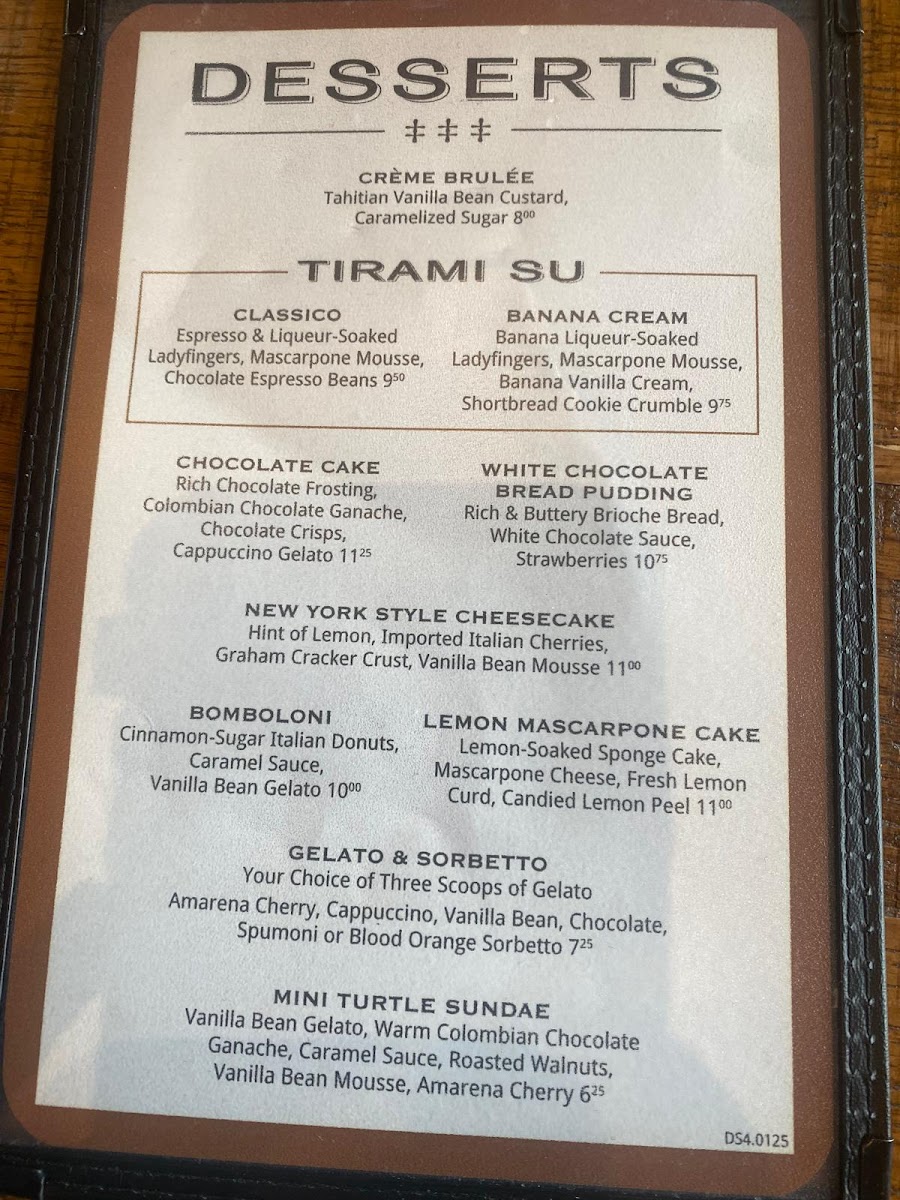 DESSERTS
CRÈME BRULÉE
Tahitian Vanilla Bean Custard,
Caramelized Sugar 8⁰⁰
TIRAMI SU
CLASSICO
Espresso & Liqueur-Soaked
Ladyfingers, Mascarpone Mousse,
Chocolate Espresso Beans 9⁵⁰
BANANA CREAM
Banana Liqueur-Soaked
Ladyfingers, Mascarpone Mousse,
Banana Vanilla Cream,
Shortbread Cookie Crumble 9⁷⁵
CHOCOLATE CAKE
Rich Chocolate Frosting,
Colombian Chocolate Ganache,
Chocolate Crisps,
Cappuccino Gelato 11²⁵
WHITE CHOCOLATE
BREAD PUDDING
Rich & Buttery Brioche Bread,
White Chocolate Sauce,
Strawberries 10⁷⁵
NEW YORK STYLE CHEESECAKE
Hint of Lemon, Imported Italian Cherries,
Graham Cracker Crust, Vanilla Bean Mousse 11⁰⁰
BOMBOLONI
Cinnamon-Sugar Italian Donuts,
Caramel Sauce,
Vanilla Bean Gelato 10⁰⁰
LEMON MASCARPONE CAKE
Lemon-Soaked Sponge Cake,
Mascarpone Cheese, Fresh Lemon
Curd, Candied Lemon Peel 11⁰⁰
GELATO & SORBETTO
Your Choice of Three Scoops of Gelato
Amarena Cherry, Cappuccino, Vanilla Bean, Chocolate,
Spumoni or Blood Orange Sorbetto 7²⁵
MINI TURTLE SUNDAE
Vanilla Bean Gelato, Warm Colombian Chocolate
Ganache, Caramel Sauce, Roasted Walnuts,
Vanilla Bean Mousse, Amarena Cherry 6²⁵
DS4.0125